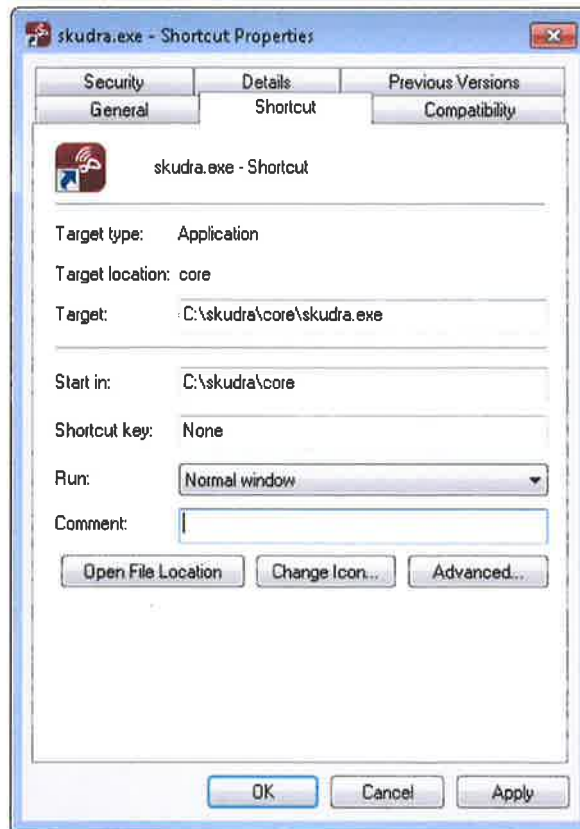 skudra.exe - Shortcut Properties
Security Details Previous Versions
General Shortcut Compatibility
skudra.exe - Shortcut
Target type: Application
Target location: core
Target: C:\skudra\core\skudra.exe
Start in: C:\skudra\core
Shortcut key: None
Run: Normal window
Comment:
Open File Location Change Icon... Advanced...
OK Cancel Apply